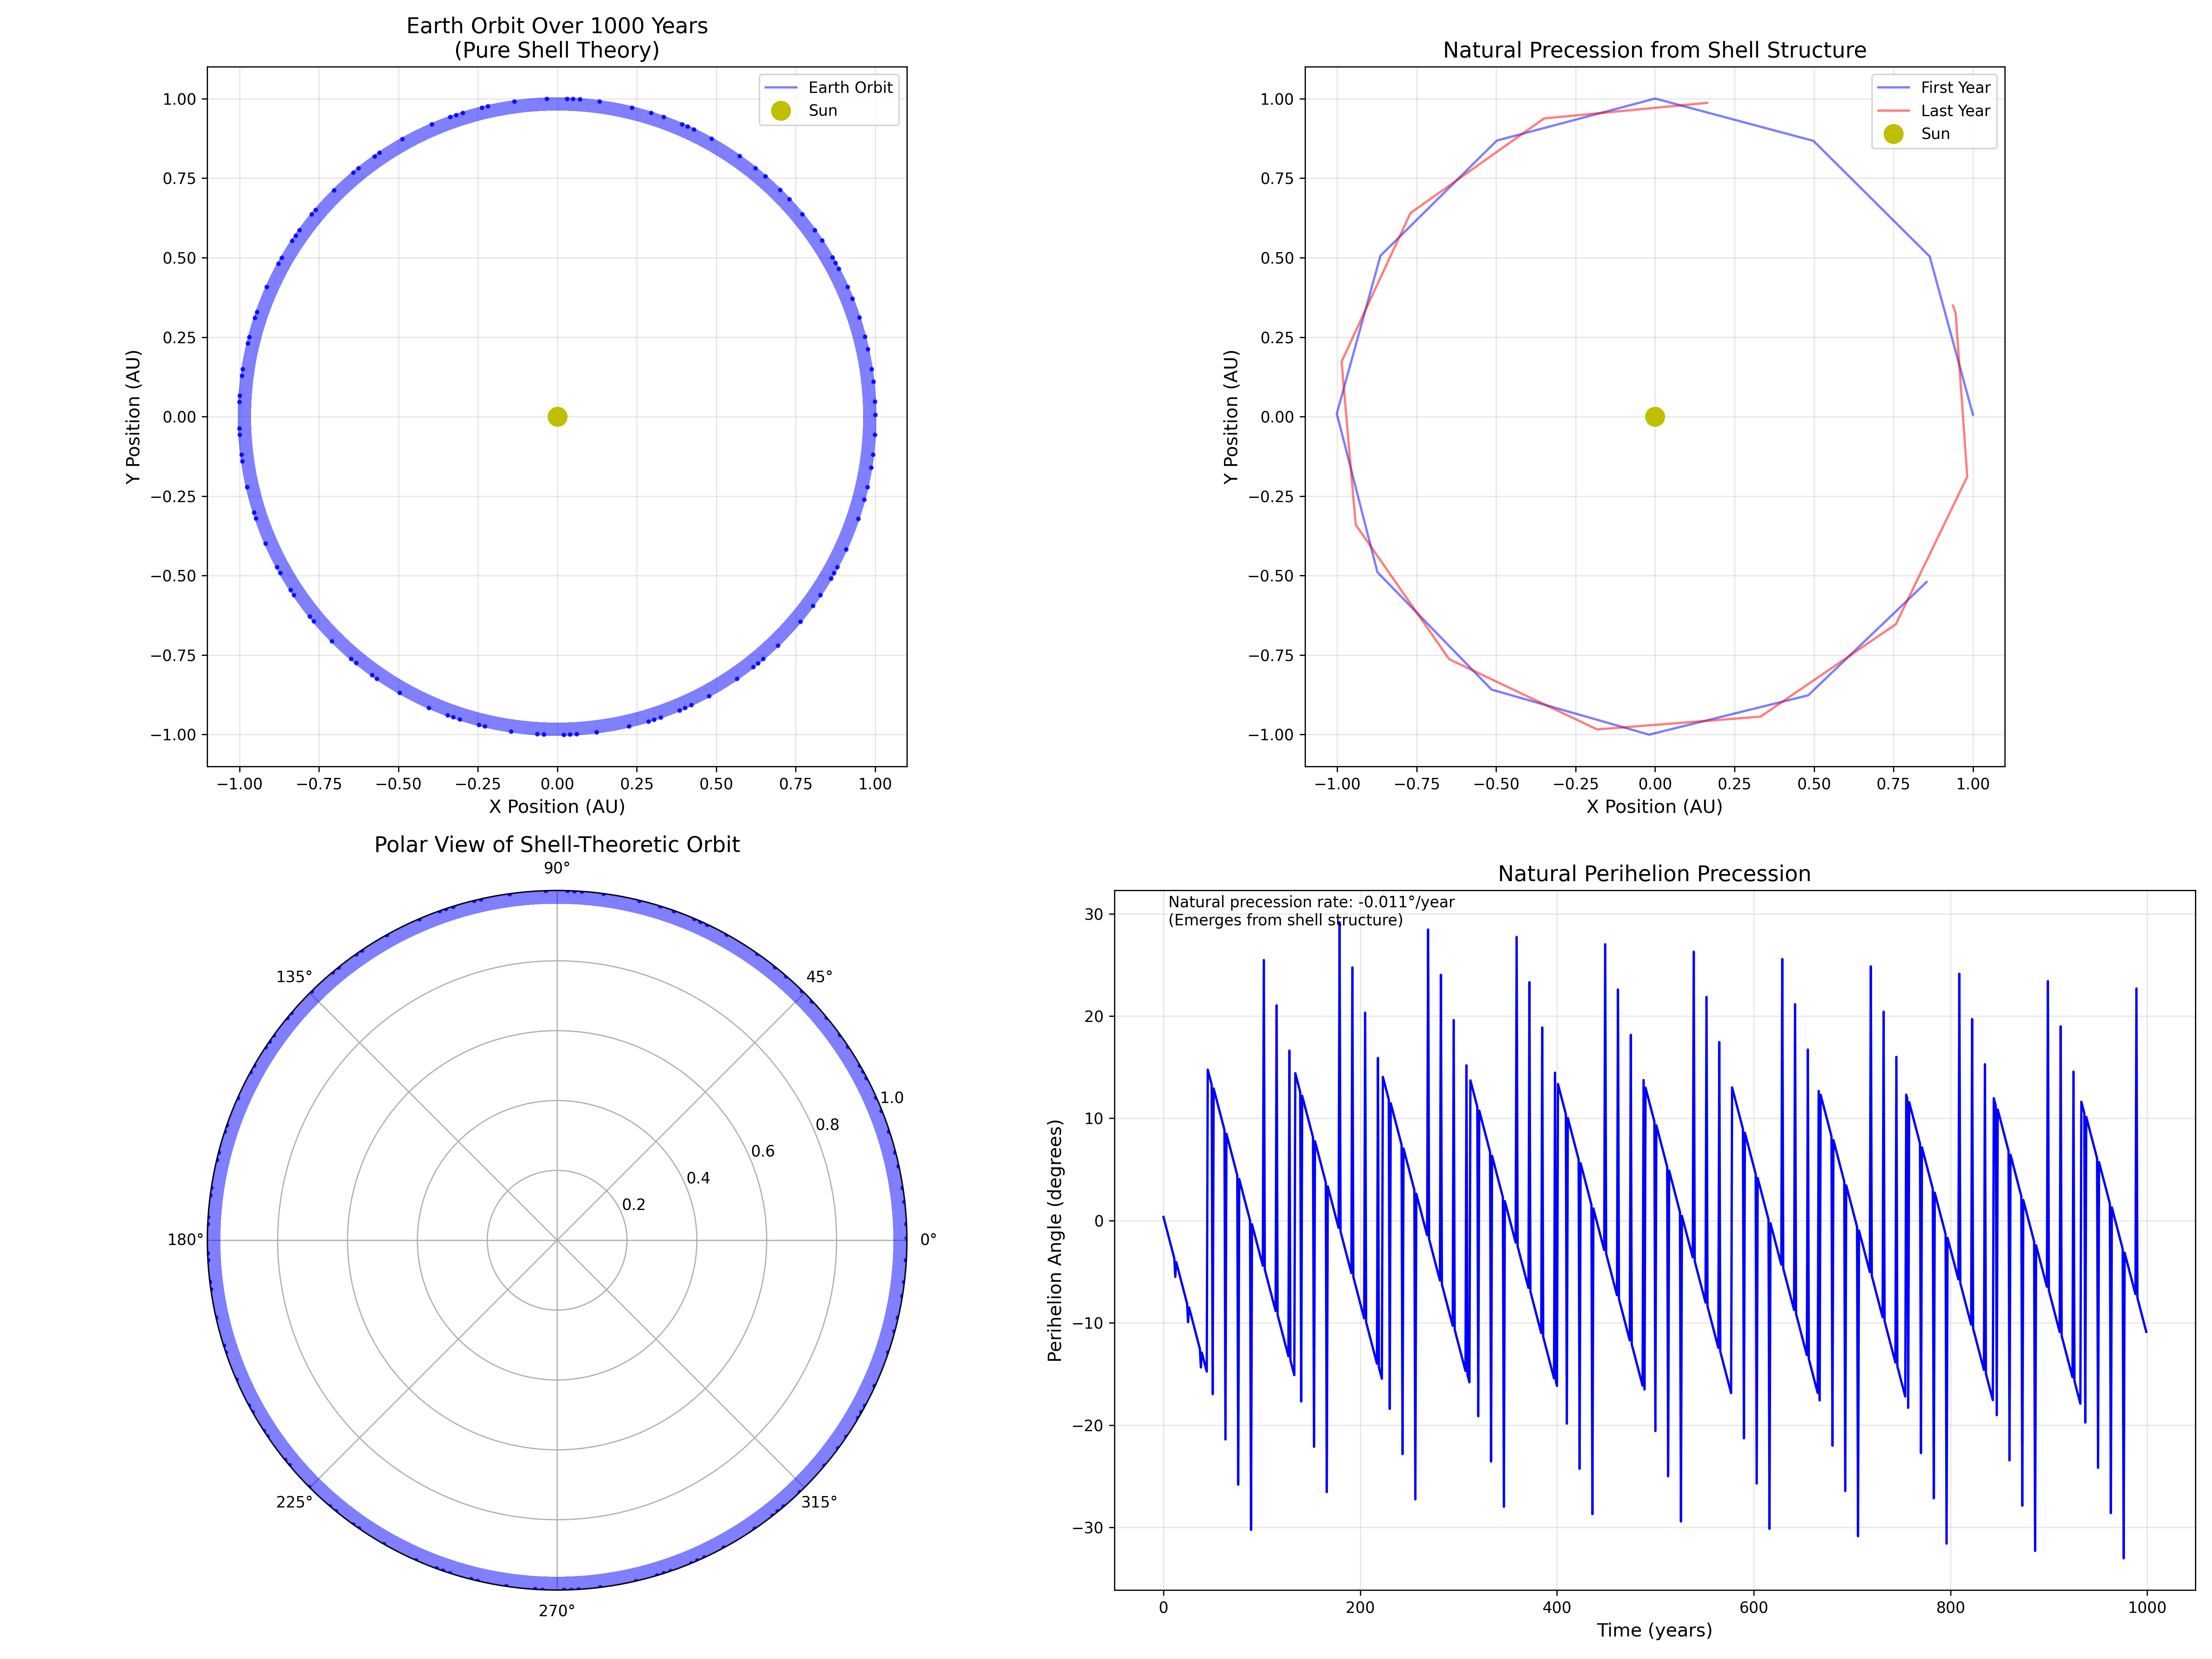 Earth Orbit Over 1000 Years
(Pure Shell Theory)
Earth Orbit
Sun
1.00
0.75
0.50
0.25
0.00
−0.25
−0.50
−0.75
−1.00
Y Position (AU)
−1.00 −0.75 −0.50 −0.25 0.00 0.25 0.50 0.75 1.00
X Position (AU)
Natural Precession from Shell Structure
First Year
Last Year
Sun
1.00
0.75
0.50
0.25
0.00
−0.25
−0.50
−0.75
−1.00
Y Position (AU)
−1.00 −0.75 −0.50 −0.25 0.00 0.25 0.50 0.75 1.00
X Position (AU)
Polar View of Shell-Theoretic Orbit
90°
135° 45°
1.0
0.8
0.6
0.4
0.2
180° 0°
225° 315°
270°
Natural Perihelion Precession
Natural precession rate: -0.011°/year
(Emerges from shell structure)
30
20
10
0
−10
−20
−30
Perihelion Angle (degrees)
0 200 400 600 800 1000
Time (years)